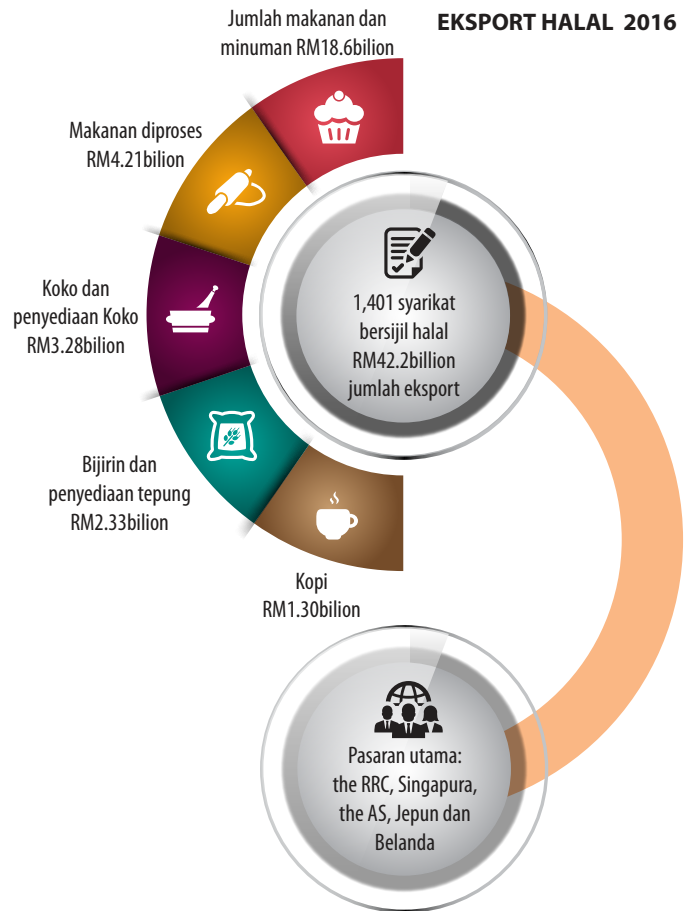 EKSPORT HALAL 2016
Jumlah makanan dan
minuman RM18.6bilion
Makanan diproses
RM4.21bilion
Koko dan
penyediaan Koko
RM3.28bilion
Bijirin dan
penyediaan tepung
RM2.33bilion
Kopi
RM1.30bilion
1,401 syarikat
bersijil halal
RM42.2billion
jumlah eksport
Pasaran utama:
the RRC, Singapura,
the AS, Jepun dan
Belanda